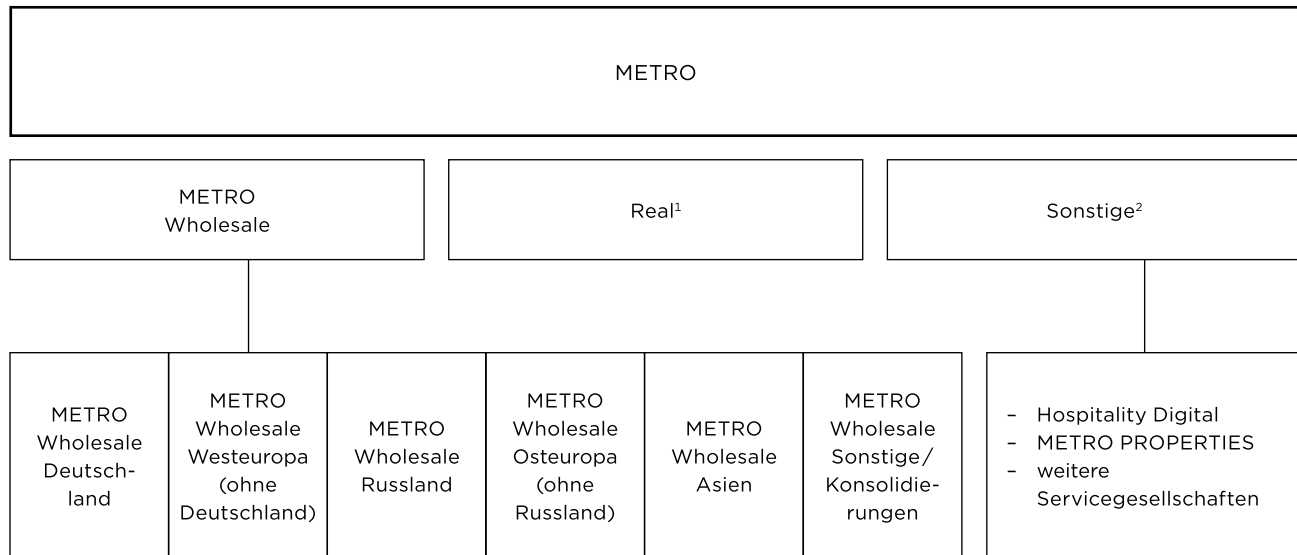 METRO
METRO
Wholesale
Real¹
Sonstige²
METRO
Wholesale
Deutsch-
land
METRO
Wholesale
Westeuropa
(ohne
Deutschland)
METRO
Wholesale
Russland
METRO
Wholesale
Osteuropa
(ohne
Russland)
METRO
Wholesale
Asien
METRO
Wholesale
Sonstige/
Konsolidie-
rungen
– Hospitality Digital
– METRO PROPERTIES
– weitere
Servicegesellschaften